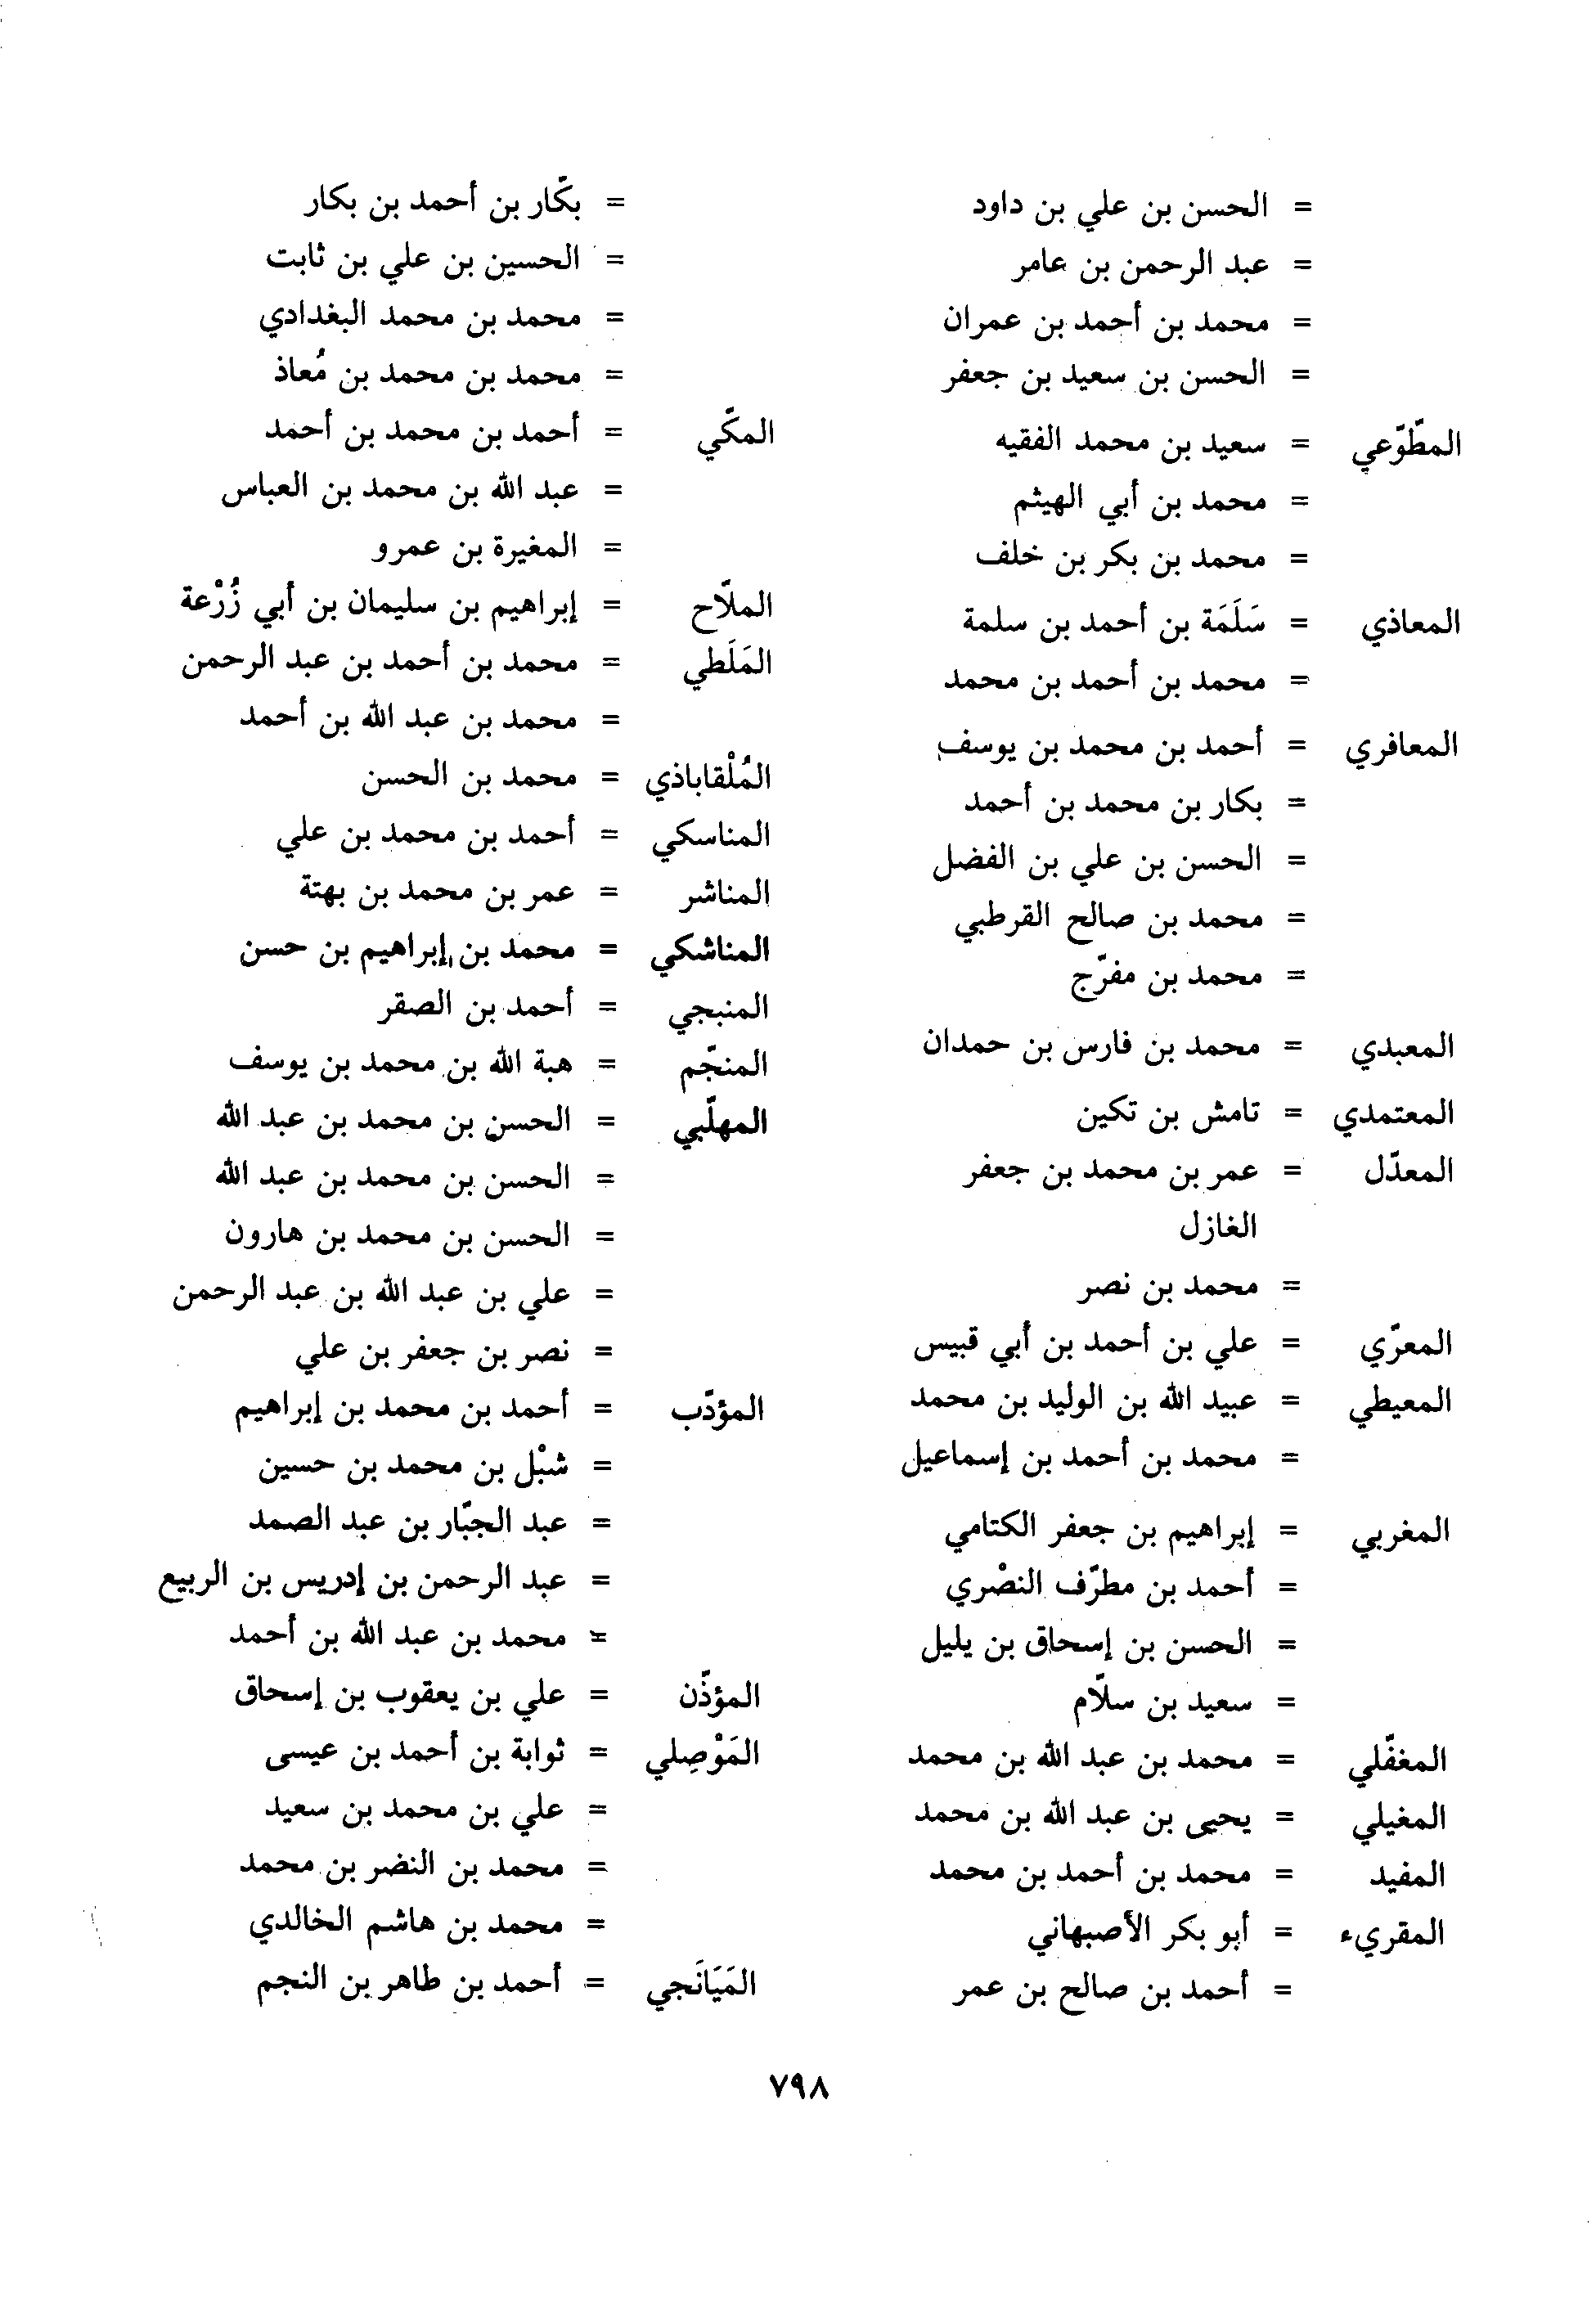 = الحسن بن علي بن داود
= عبد الرحمن بن عامر
= محمد بن أحمد بن عمران
= الحسن بن سعيد بن جعفر
المطّوّعي = سعيد بن محمد الفقيه
= محمد بن أبي الهيثم
= محمد بن بكر بن خلف
المعاذي = سَلَمَة بن أحمد بن سلمة
= محمد بن أحمد بن محمد
المعافري = أحمد بن محمد بن يوسف
= بكار بن محمد بن أحمد
= الحسن بن علي بن الفضل
= محمد بن صالح القرطبي
= محمد بن مفرّج
المعبدي = محمد بن فارس بن حمدان
المعتمدي = تامش بن تكين
المعدّل = عمر بن محمد بن جعفر
الغازل
= محمد بن نصر
المعرّي = علي بن أحمد بن أبي قبيس
المعيطي = عبيد الله بن الوليد بن محمد
= محمد بن أحمد بن إسماعيل
المغربي = إبراهيم بن جعفر الكتامي
= أحمد بن مطرّف النصْري
= الحسن بن إسحاق بن يليل
= سعيد بن سلّام
المغفّلي = محمد بن عبد الله بن محمد
المغيلي = يحيى بن عبد الله بن محمد
المفيد = محمد بن أحمد بن محمد
المقريء = أبو بكر الأصبهاني
= أحمد بن صالح بن عمر
= بكّار بن أحمد بن بكار
= الحسين بن علي بن ثابت
= محمد بن محمد البغدادي
= محمد بن محمد بن مُعاذ
المكّي = أحمد بن محمد بن أحمد
= عبد الله بن محمد بن العباس
= المغيرة بن عمرو
الملّاح = إبراهيم بن سليمان بن أبي زُرْعة
المَلَطي = محمد بن أحمد بن عبد الرحمن
= محمد بن عبد الله بن أحمد
المُلْقاباذي = محمد بن الحسن
المناسكي = أحمد بن محمد بن علي
المناشر = عمر بن محمد بن بهتة
المناشكي = محمد بن إبراهيم بن حسن
المنبجي = أحمد بن الصقر
المنجّم = هبة الله بن محمد بن يوسف
المهلّبي = الحسن بن محمد بن عبد الله
= الحسن بن محمد بن عبد الله
= الحسن بن محمد بن هارون
= علي بن عبد الله بن عبد الرحمن
= نصر بن جعفر بن علي
المؤدّب = أحمد بن محمد بن إبراهيم
= شبْل بن محمد بن حسين
= عبد الجبّار بن عبد الصمد
= عبد الرحمن بن إدريس بن الربيع
= محمد بن عبد الله بن أحمد
المؤذّن = علي بن يعقوب بن إسحاق
المَوْصِلي = ثوابة بن أحمد بن عيسى
= علي بن محمد بن سعيد
= محمد بن النضر بن محمد
= محمد بن هاشم الخالدي
المَيَانَجي = أحمد بن طاهر بن النجم
٧٩٨